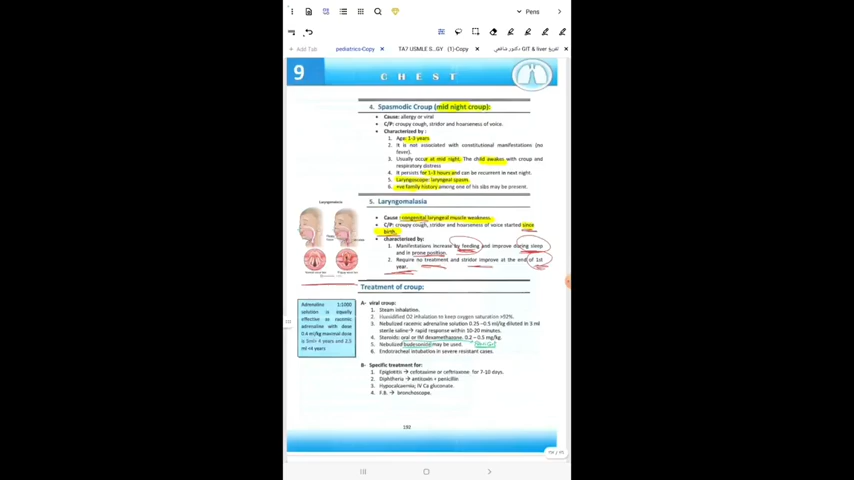 Pens
Add Tab
pediatrics-Copy
TA7 USMLE S...GY (1)-Copy
GIT & liver دكتور شافعي
9
CHEST
4. Spasmodic Croup (mid night croup):
• Cause: allergy or viral
• C/P: croupy cough, stridor and hoarseness of voice.
• Characterized by :
1. Age: 1-3 years
2. It is not associated with constitutional manifestations (no
fever).
3. Usually occur at mid night. The child awakes with croup and
respiratory distress
4. It persists for 1-3 hours and can be recurrent in next night.
5. Laryngoscope: laryngeal spasm.
6. +ve family history among one of his sibs may be present.
Laryngomalacia
5. Laryngomalasia
• Cause : congenital laryngeal muscle weakness.
• C/P: croupy cough, stridor and hoarseness of voice started since
birth.
• characterized by:
1. Manifestations increase by feeding and improve during sleep
and in prone position.
2. Require no treatment and stridor improve at the end of 1st
year.
Treatment of croup:
Adrenaline 1:1000
solution is equally
effective as racemic
adrenaline with dose
0.4 ml/kg maximal dose
is 5ml< 4 years and 2.5
ml <4 years
A- viral croup:
1. Steam inhalation.
2. Humidified O2 inhalation to keep oxygen saturation >92%.
3. Nebulized racemic adrenaline solution 0.25 –0.5 ml/kg diluted in 3 ml
sterile saline→ rapid response within 10-30 minutes.
4. Steroids: oral or IM dexamethazone. 0.2 – 0.5 mg/kg.
5. Nebulized budesonide may be used.
6. Endotracheal intubation in severe resistant cases.
B- Specific treatment for:
1. Epiglottitis → cefotaxime or ceftriaxone. for 7-10 days.
2. Diphtheria → antitoxin + penicillin
3. Hypocalcaemia; IV Ca gluconate.
4. F.B. → bronchoscope.